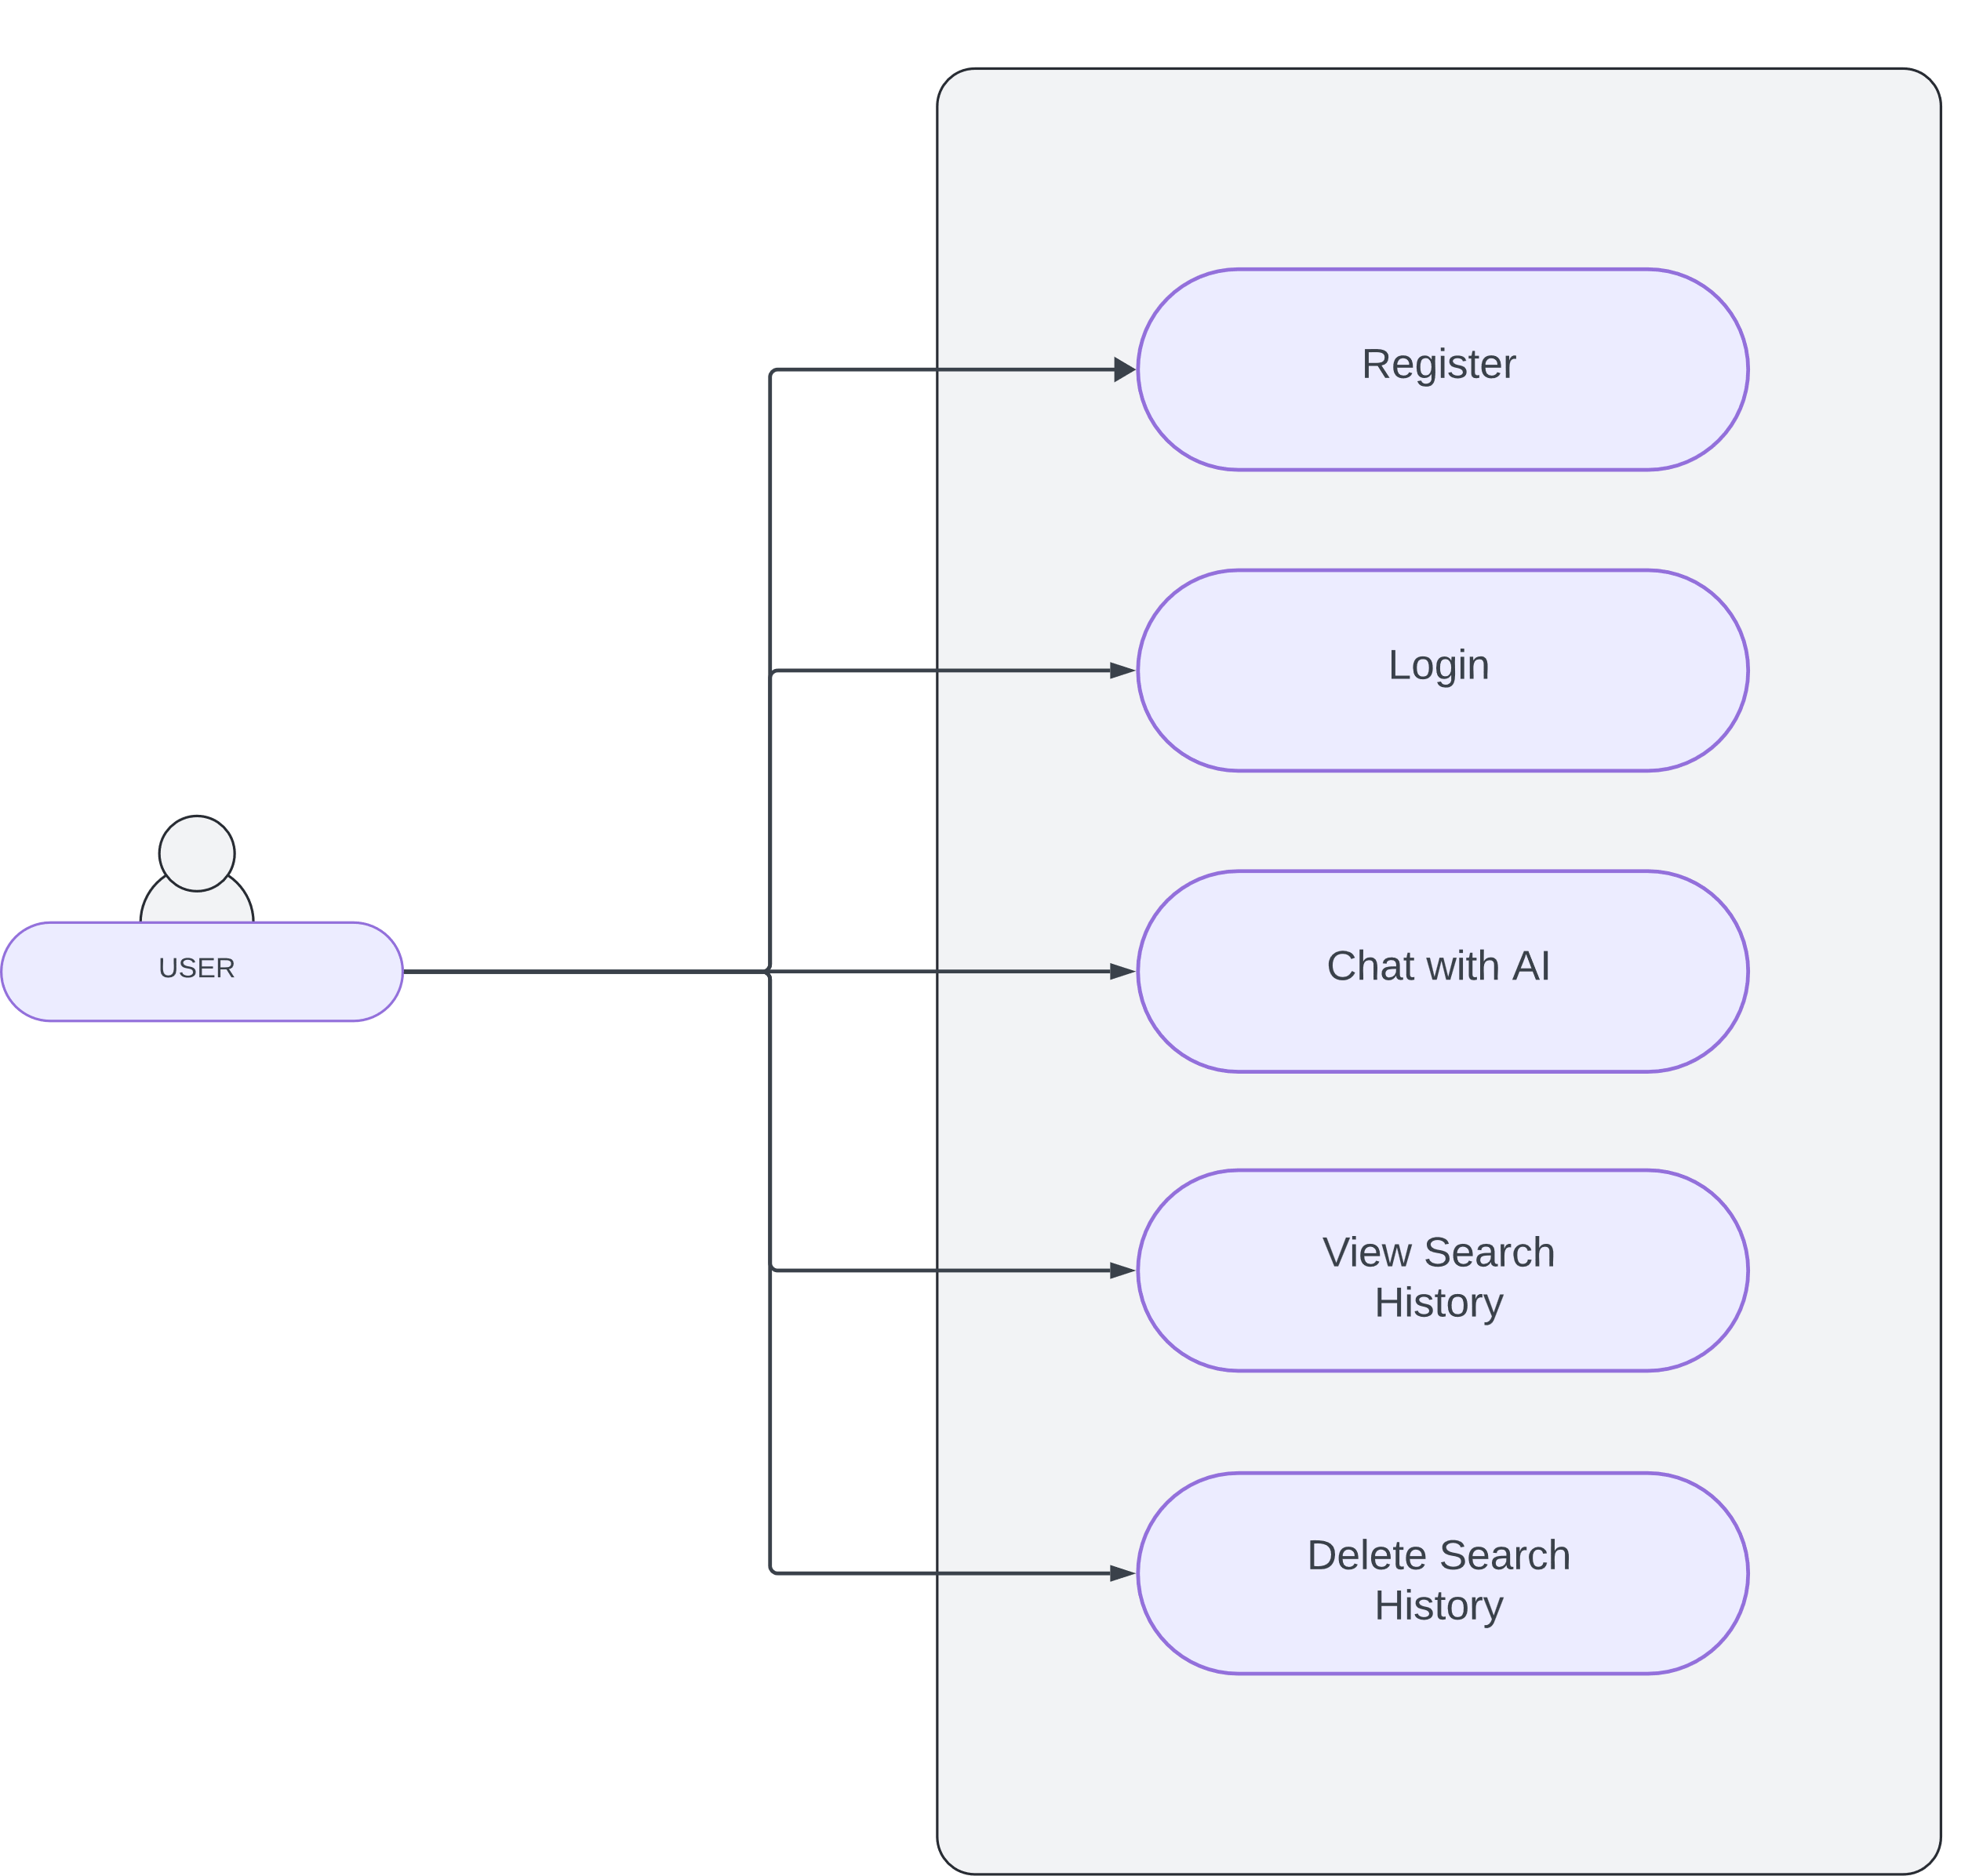 Register
Login
USER
Chat with AI
View Search
History
Delete Search
History